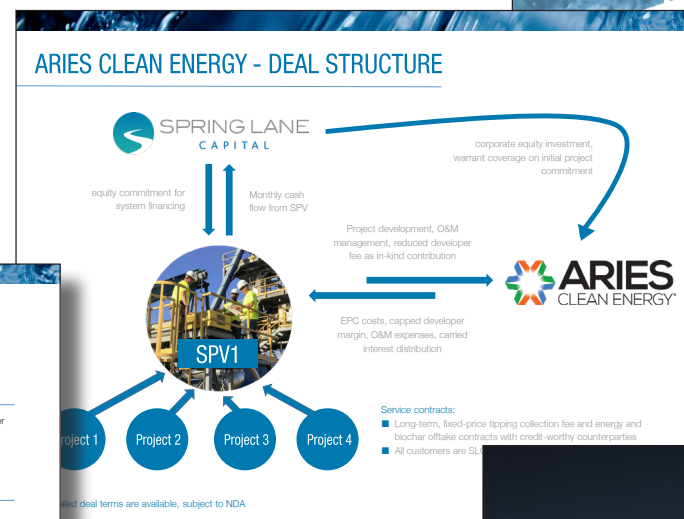 ARIES CLEAN ENERGY - DEAL STRUCTURE
SPRING LANE
CAPITAL
corporate equity investment,
warrant coverage on initial project
commitment
equity commitment for
system financing
Monthly cash
flow from SPV
Project development, O&M
management, reduced developer
fee as in-kind contribution
ARIES
CLEAN ENERGY
SPV1
EPC costs, capped developer
margin, O&M expenses, carried
interest distribution
Project 2
Project 3
Project 4
Service contracts:
■ Long-term, fixed-price tipping collection fee and energy and
biochar offtake contracts with credit-worthy counterparties
■ All customers are
deal terms are available, subject to NDA